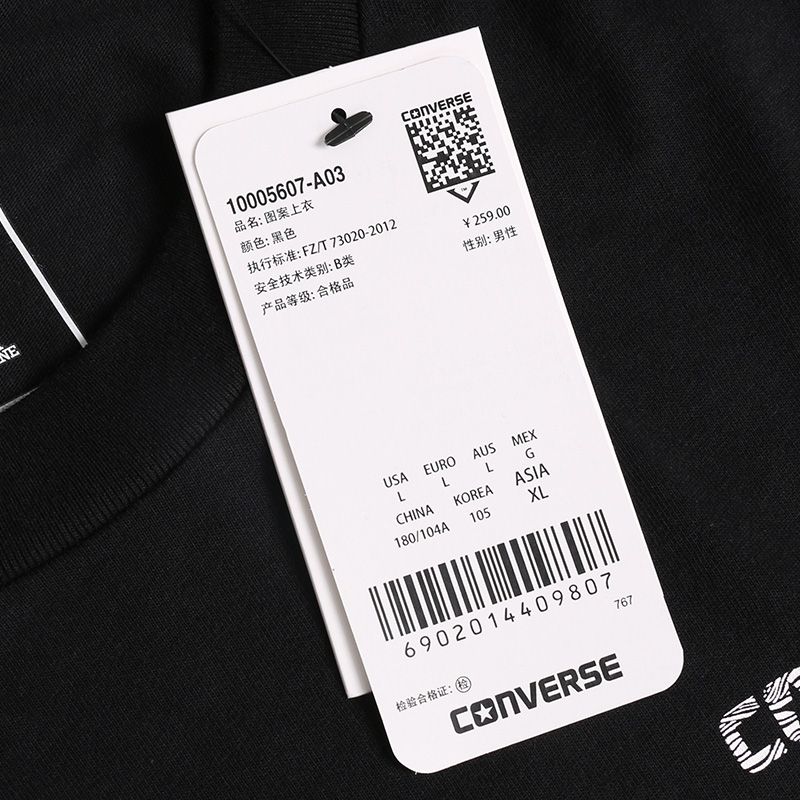 CONVERSE
10005607-A03
品名: 图案上衣
颜色: 黑色
执行标准: FZ/T 73020-2012
安全技术类别: B类
产品等级: 合格品
¥ 259.00
性别: 男性
USA EURO AUS MEX
L L L G
CHINA KOREA ASIA
180/104A 105 XL
6902014409807
767
检验合格证: 检
CONVERSE
NE